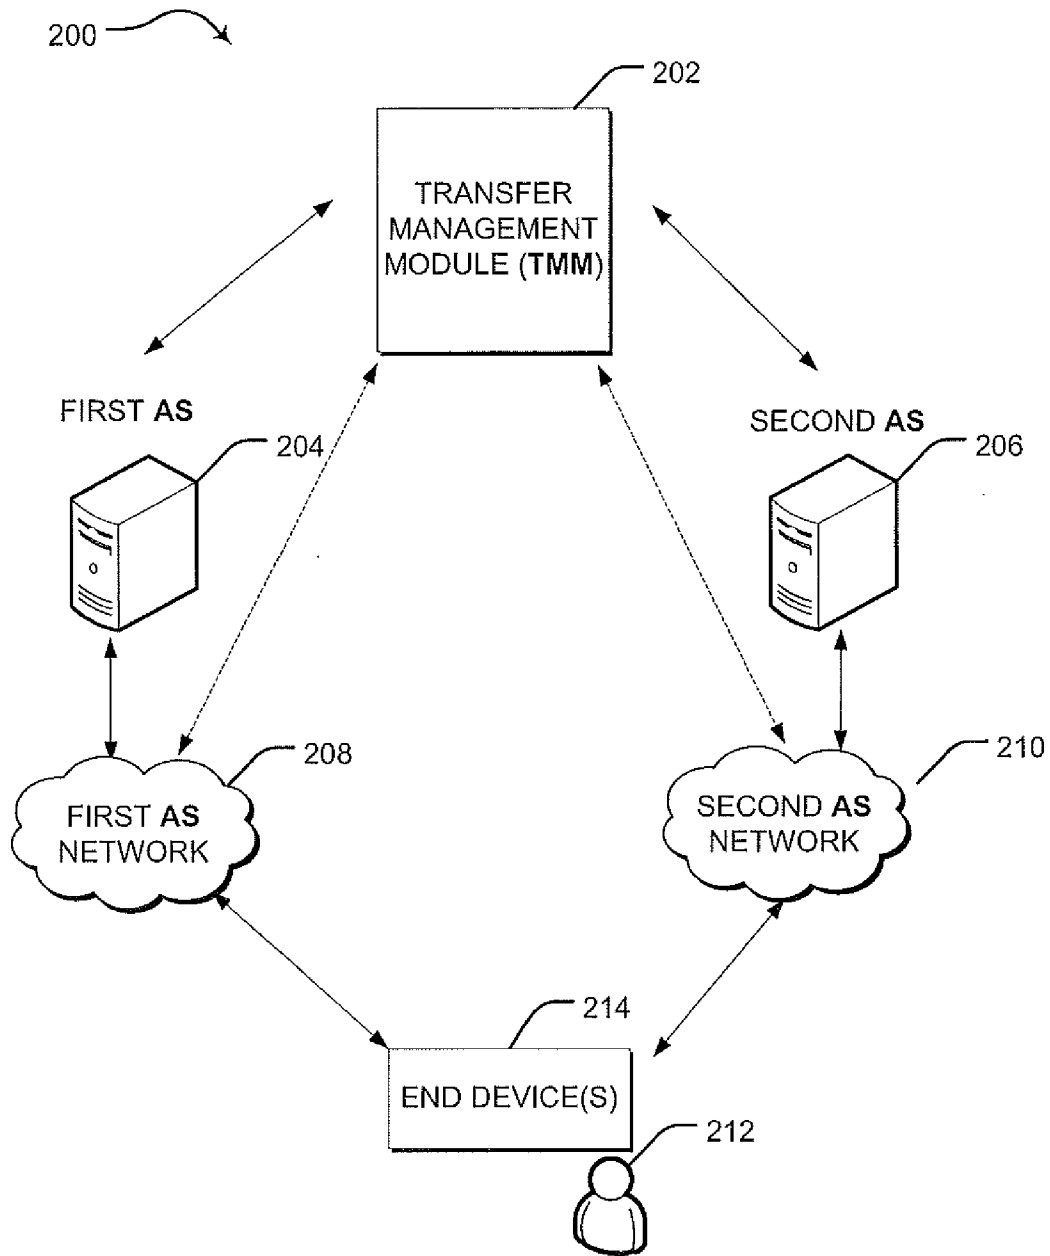 200
202
TRANSFER
MANAGEMENT
MODULE (TMM)
FIRST AS
SECOND AS
204
206
208
210
FIRST AS
NETWORK
SECOND AS
NETWORK
214
END DEVICE(S)
212